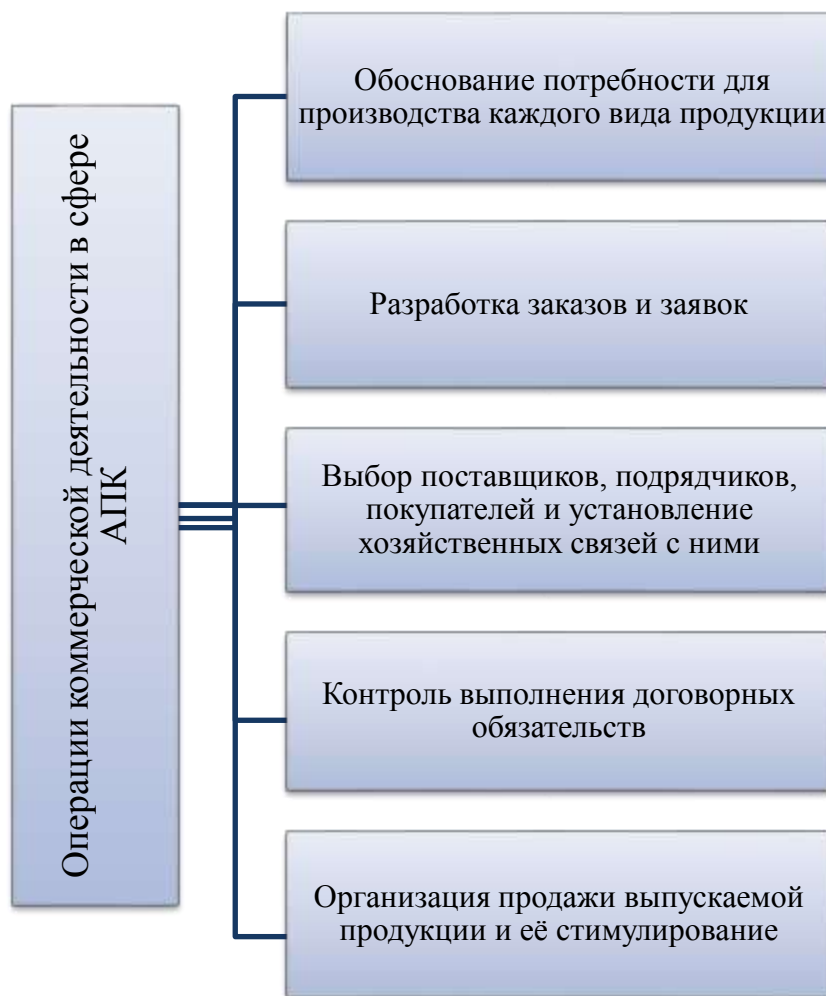 Операции коммерческой деятельности в сфере
АПК
Обоснование потребности для
производства каждого вида продукции
Разработка заказов и заявок
Выбор поставщиков, подрядчиков,
покупателей и установление
хозяйственных связей с ними
Контроль выполнения договорных
обязательств
Организация продажи выпускаемой
продукции и её стимулирование